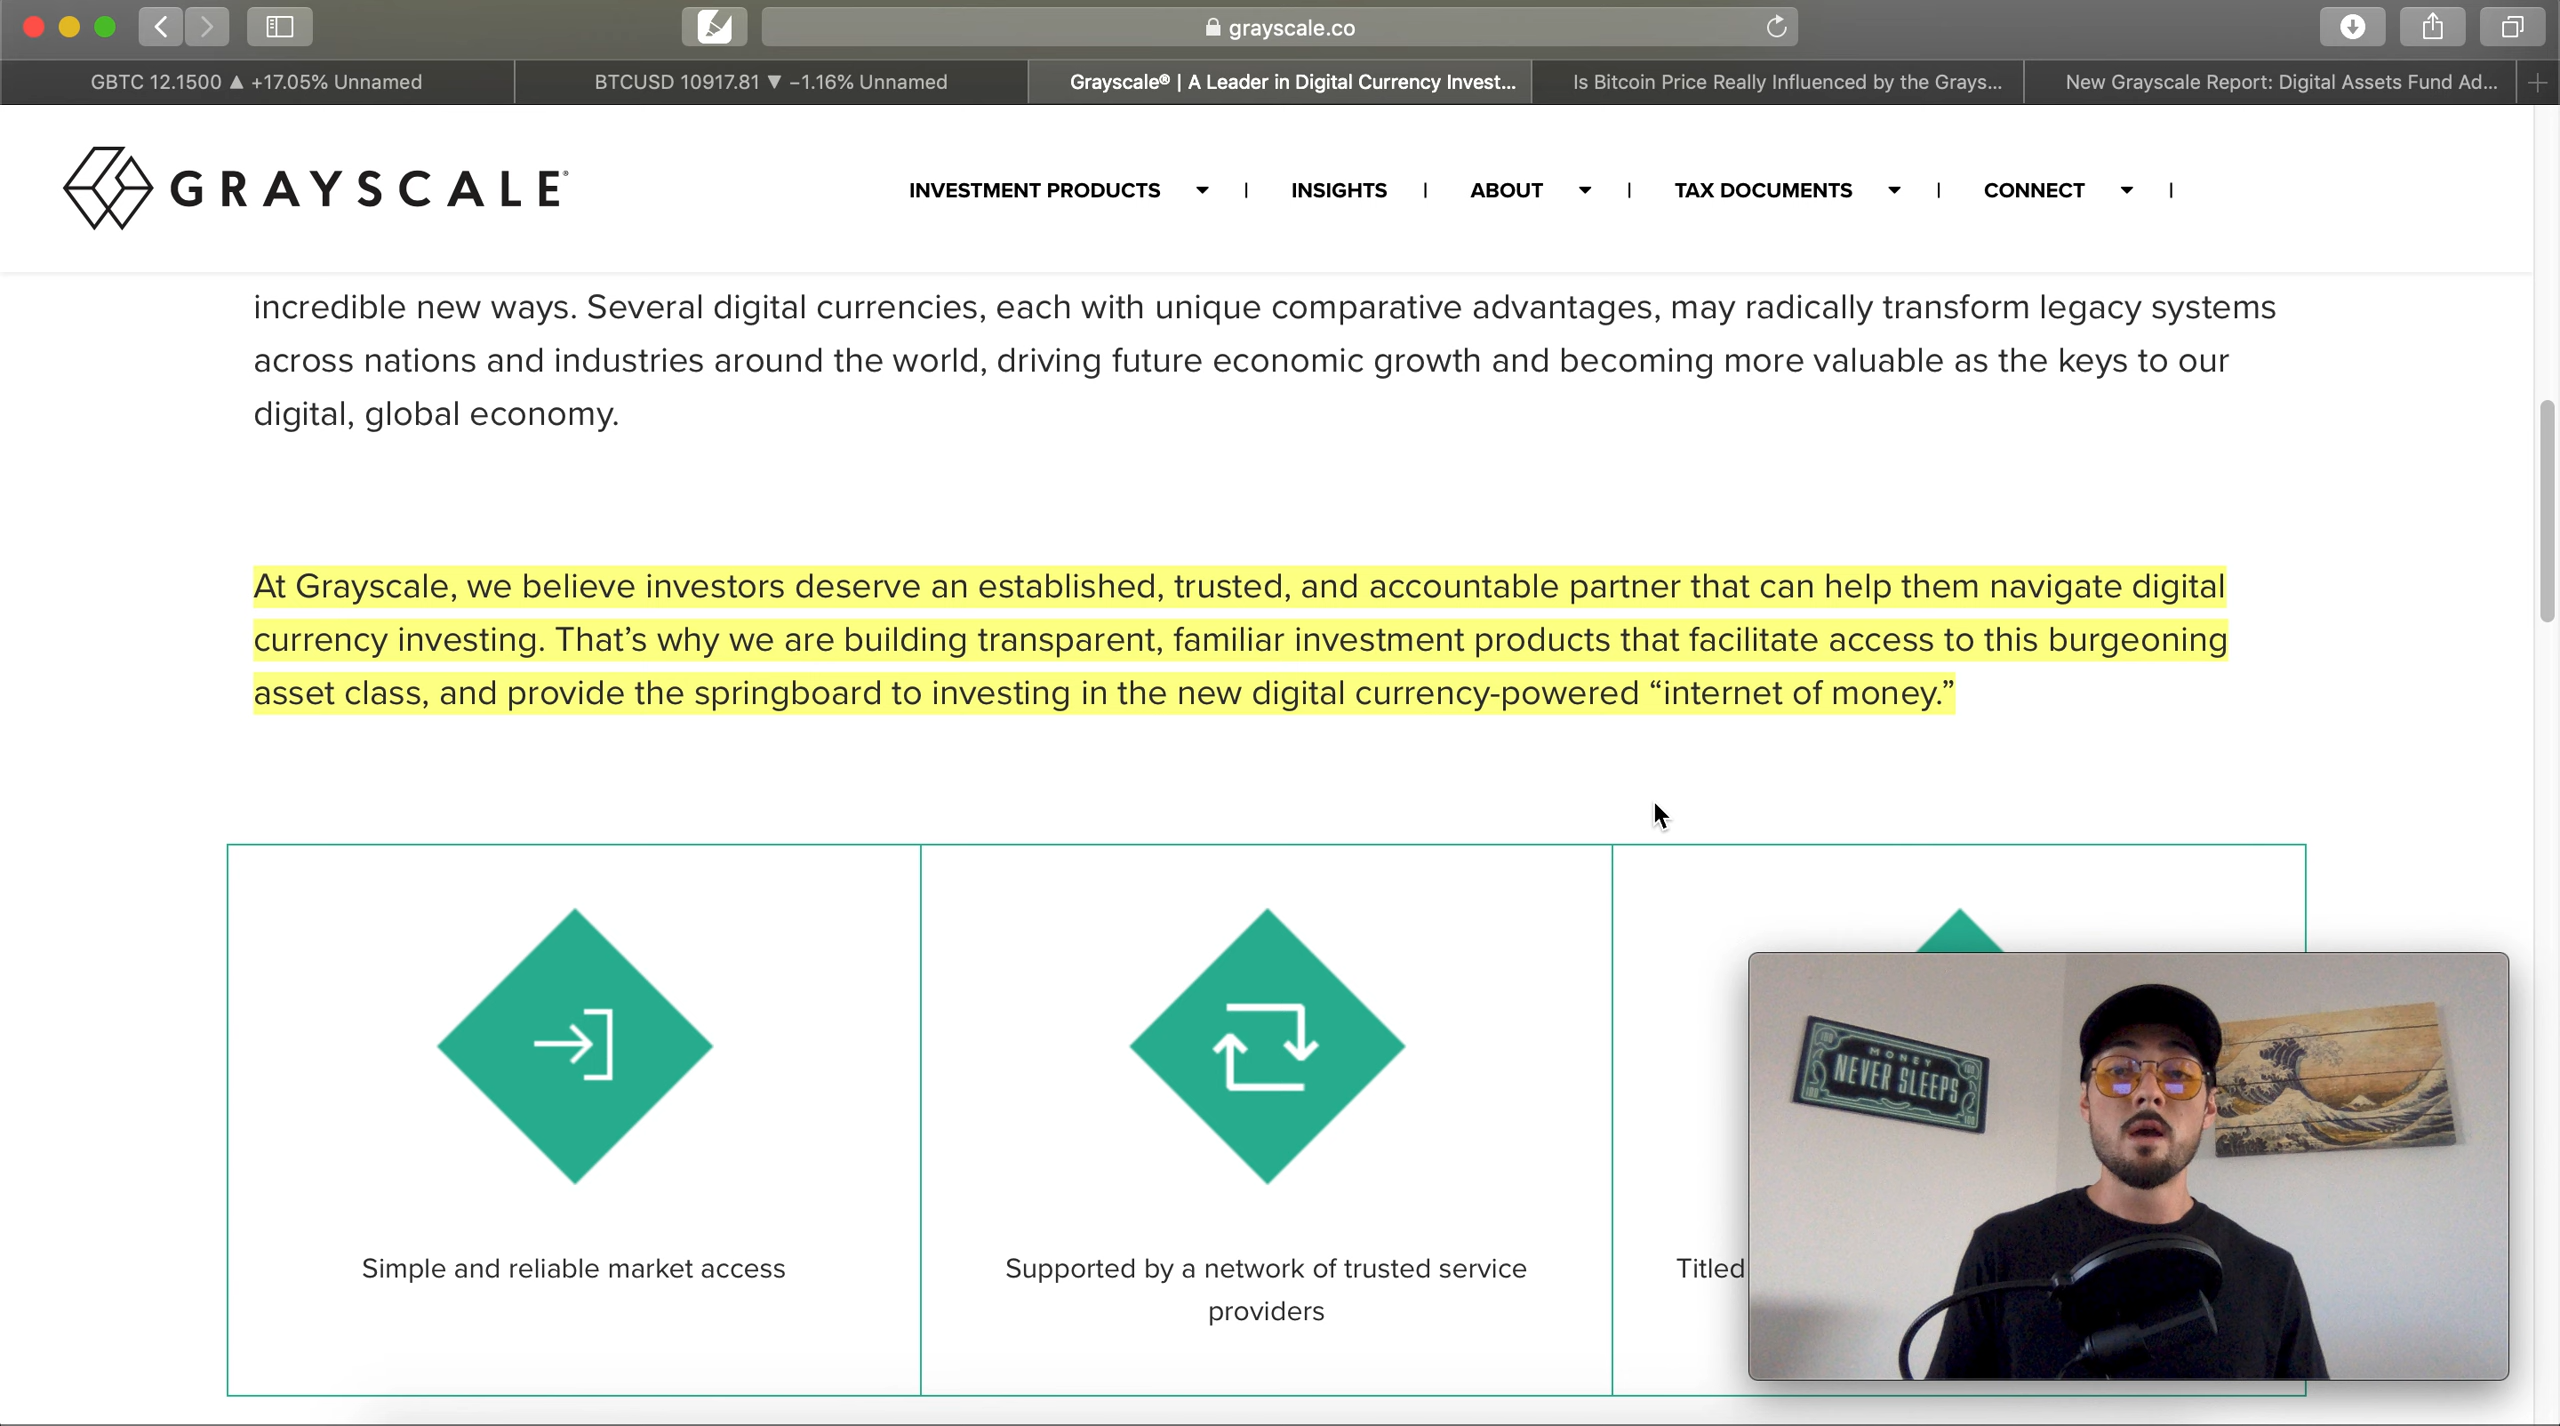 grayscale.co
GBTC 12.1500 ▲ +17.05% Unnamed
BTCUSD 10917.81 ▼ −1.16% Unnamed
Grayscale® | A Leader in Digital Currency Invest...
Is Bitcoin Price Really Influenced by the Grays...
New Grayscale Report: Digital Assets Fund Ad...
GRAYSCALE®
INVESTMENT PRODUCTS | INSIGHTS | ABOUT | TAX DOCUMENTS | CONNECT |
incredible new ways. Several digital currencies, each with unique comparative advantages, may radically transform legacy systems
across nations and industries around the world, driving future economic growth and becoming more valuable as the keys to our
digital, global economy.
At Grayscale, we believe investors deserve an established, trusted, and accountable partner that can help them navigate digital
currency investing. That’s why we are building transparent, familiar investment products that facilitate access to this burgeoning
asset class, and provide the springboard to investing in the new digital currency-powered “internet of money.”
Simple and reliable market access
Supported by a network of trusted service
providers
Titled
100 100
MONEY
NEVER SLEEPS
100 100